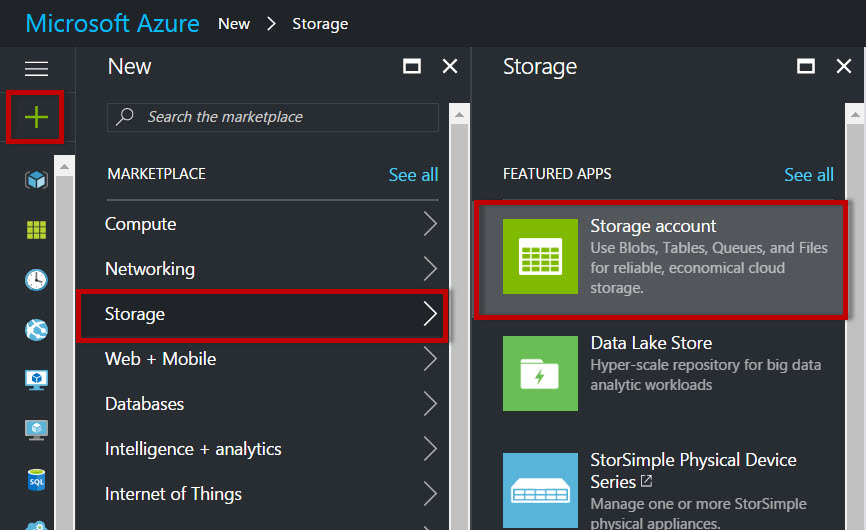 Microsoft Azure New > Storage
New
Search the marketplace
MARKETPLACE See all
Compute
Networking
Storage
Web + Mobile
Databases
Intelligence + analytics
Internet of Things
Storage
FEATURED APPS See all
Storage account
Use Blobs, Tables, Queues, and Files
for reliable, economical cloud
storage.
Data Lake Store
Hyper-scale repository for big data
analytic workloads
StorSimple Physical Device
Series
Manage one or more StorSimple
physical appliances.
SQL